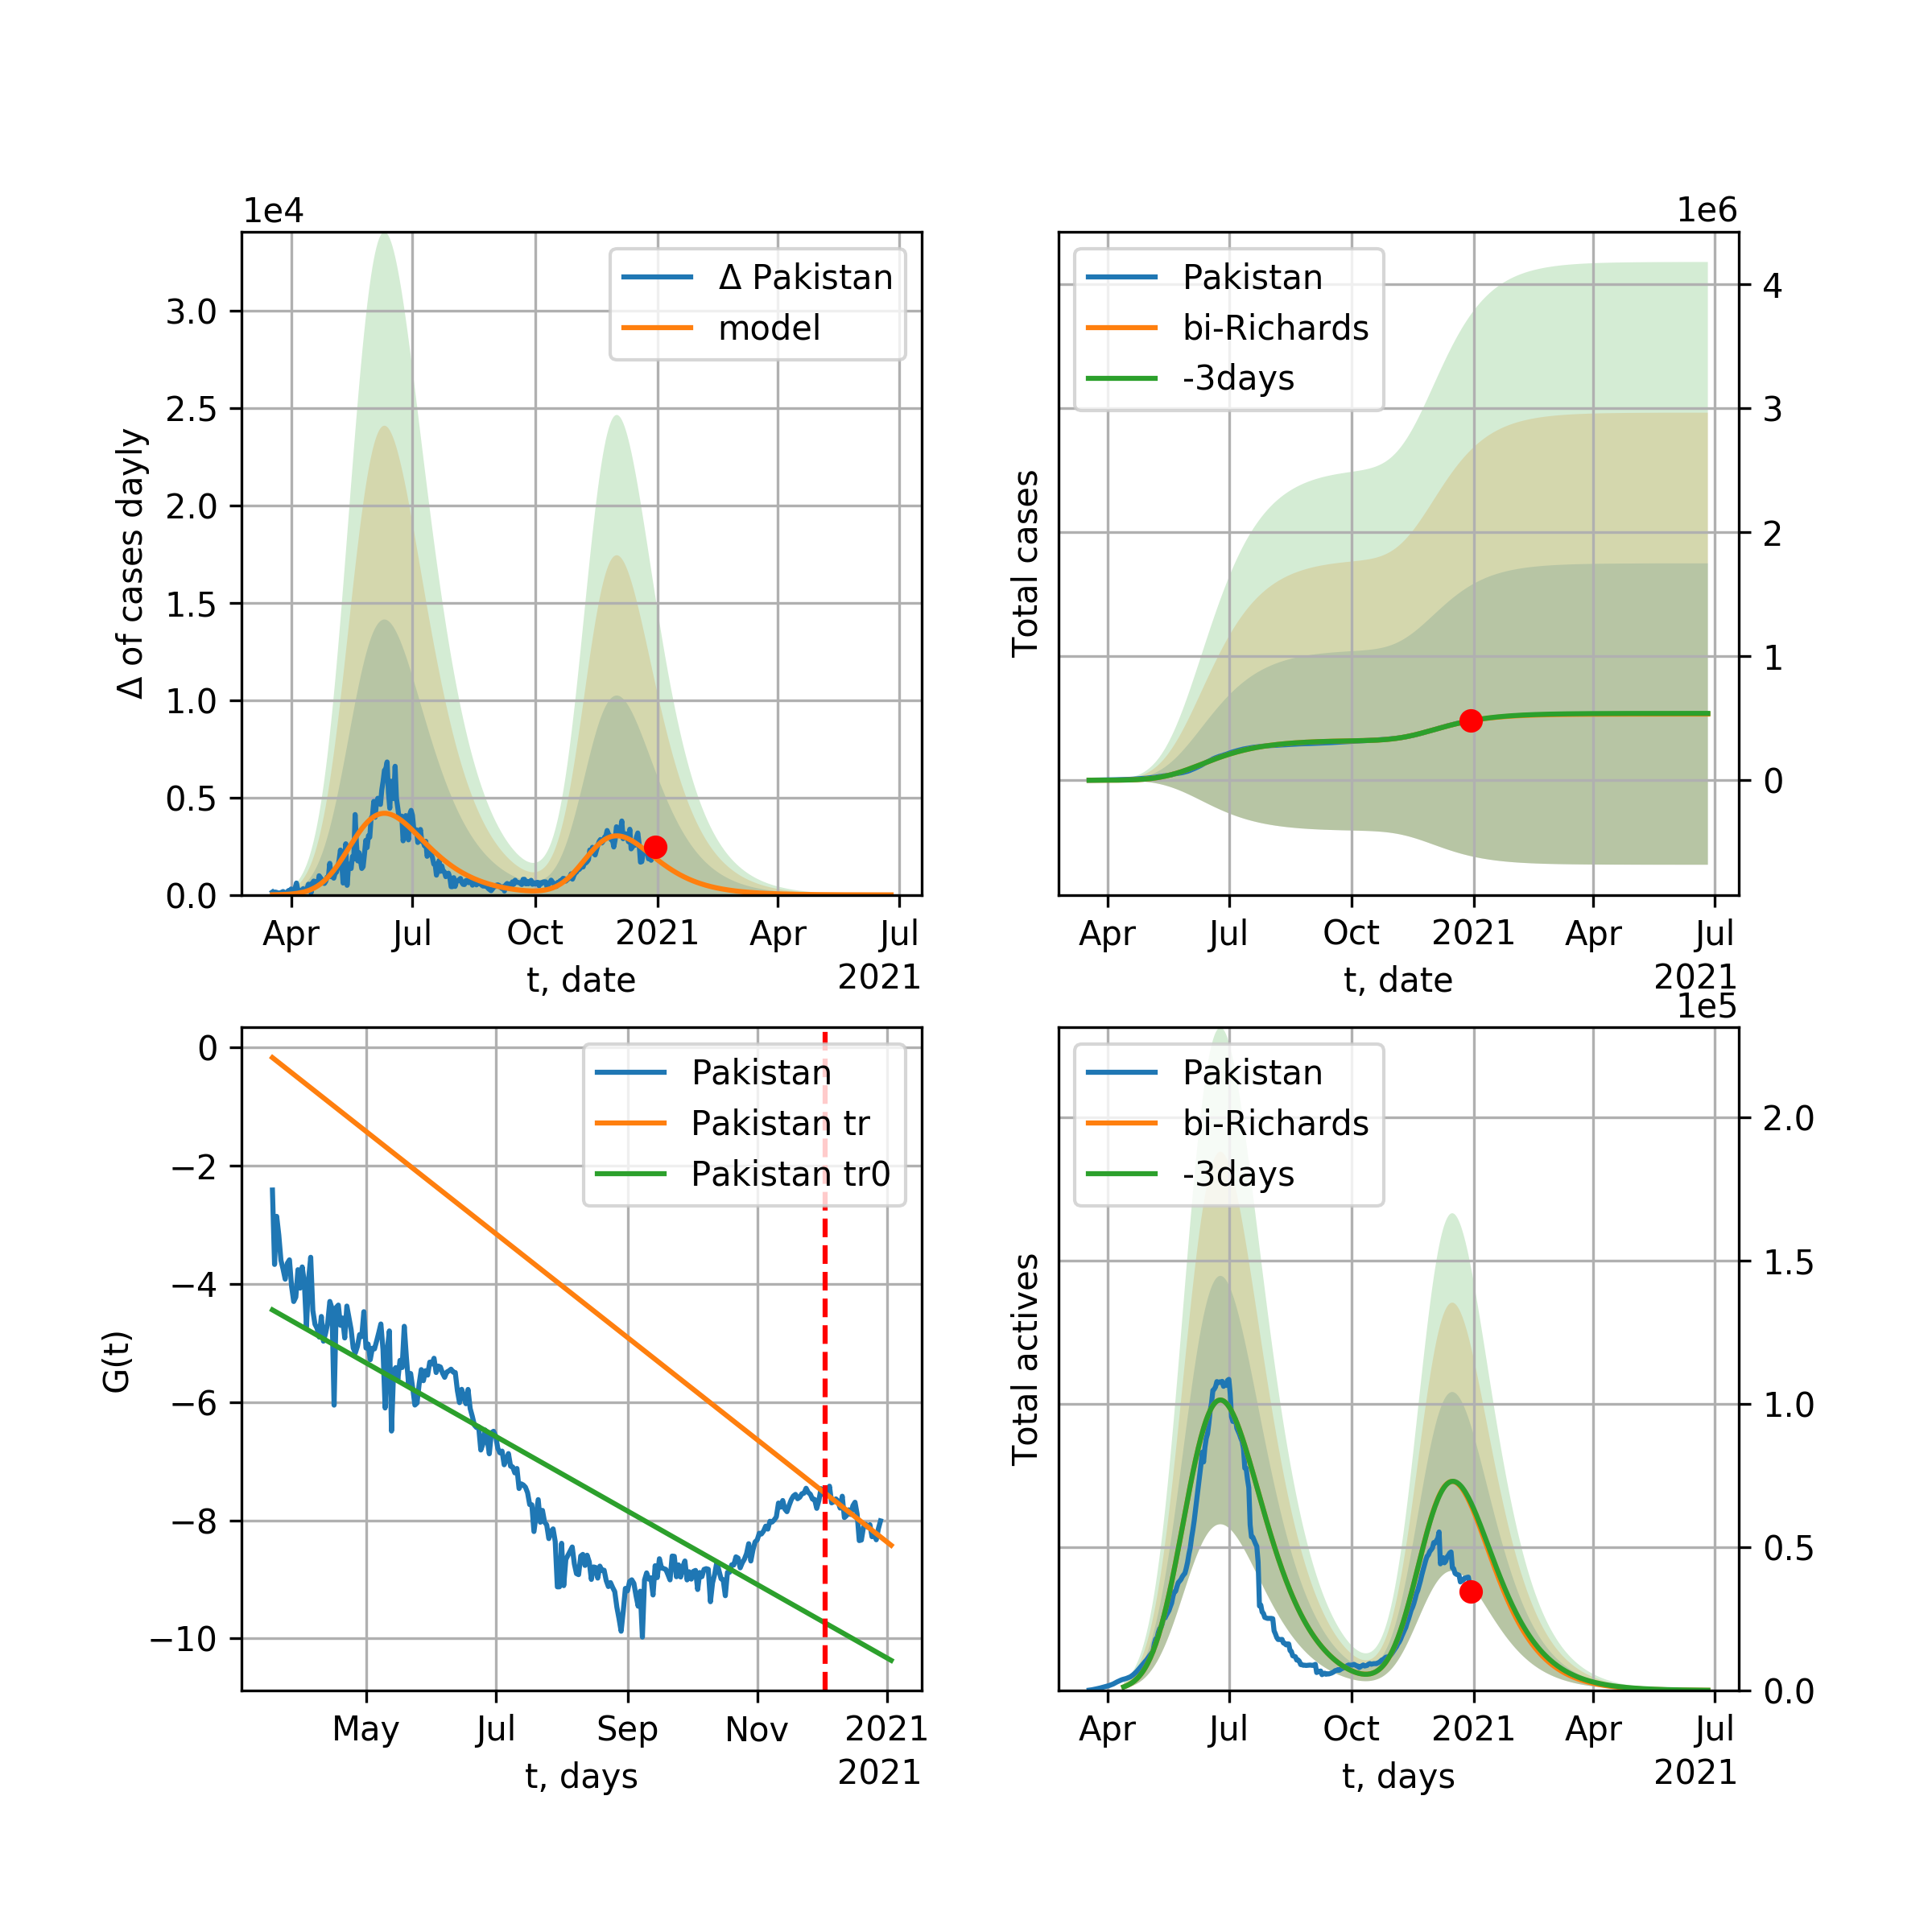 1e4
Δ of cases dayly
3.0
2.5
2.0
1.5
1.0
0.5
0.0
Δ Pakistan
model
Apr Jul Oct 2021 Apr Jul
t, date
2021
1e6
Total cases
Pakistan
bi-Richards
-3days
4
3
2
1
0
Apr Jul Oct 2021 Apr Jul
t, date
2021
G(t)
0
−2
−4
−6
−8
−10
Pakistan
Pakistan tr
Pakistan tr0
May Jul Sep Nov 2021
t, days
2021
1e5
Total actives
Pakistan
bi-Richards
-3days
2.0
1.5
1.0
0.5
0.0
Apr Jul Oct 2021 Apr Jul
t, days
2021